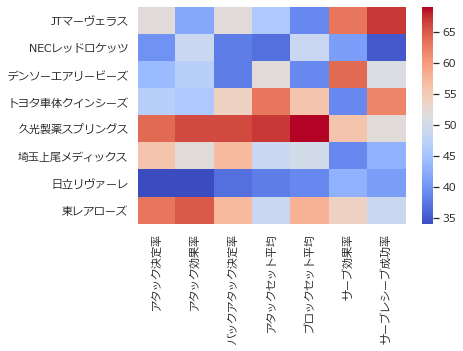 JTマーヴェラス
NECレッドロケッツ
デンソーエアリービーズ
トヨタ車体クインシーズ
久光製薬スプリングス
埼玉上尾メディックス
日立リヴァーレ
東レアローズ
アタック決定率
アタック効果率
バックアタック決定率
アタックセット平均
ブロックセット平均
サーブ効果率
サーブレシーブ成功率
65
60
55
50
45
40
35